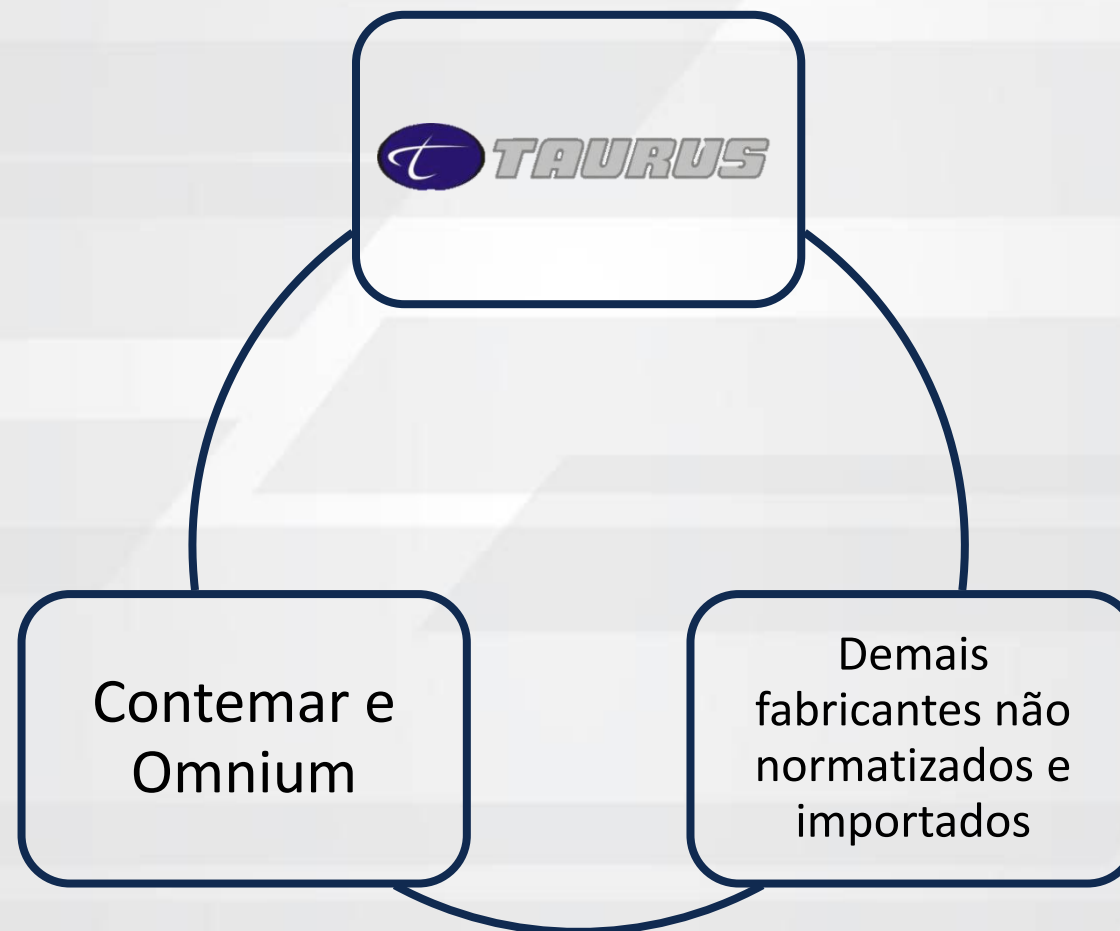 TAURUS
Contemar e
Omnium
Demais
fabricantes não
normatizados e
importados